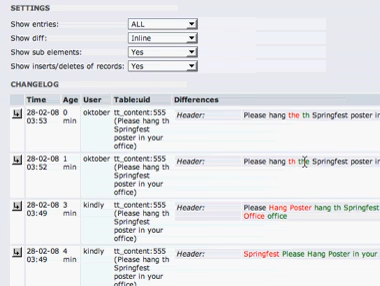 SETTINGS
Show entries: ALL
Show diff: Inline
Show sub elements: Yes
Show inserts/deletes of records: Yes
CHANGELOG
Time Age User Table:uid Differences
28-02-08 0 oktober tt_content:555 Header: Please hang the th Springfest poster in
03:53 min (Please hang th
Springfest
poster in your
office)
28-02-08 1 oktober tt_content:555 Header: Please hang th the Springfest poster in
03:52 min (Please hang th
Springfest
poster in your
office)
28-02-08 3 kindly tt_content:555 Header: Please Hang Poster hang th Springfest
03:49 min (Please hang th Office office
Springfest
poster in your
office)
28-02-08 4 kindly tt_content:555 Header: Springfest Please Hang Poster in your
03:49 min (Please hang th
Springfest
poster in your